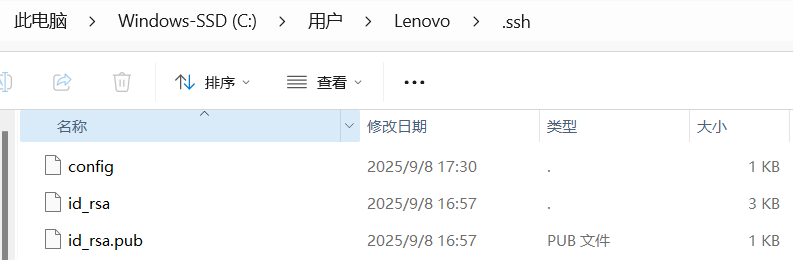 此电脑 > Windows-SSD (C:) > 用户 > Lenovo > .ssh
排序 查看 •••
名称 修改日期 类型 大小
config 2025/9/8 17:30 . 1 KB
id_rsa 2025/9/8 16:57 . 3 KB
id_rsa.pub 2025/9/8 16:57 PUB 文件 1 KB